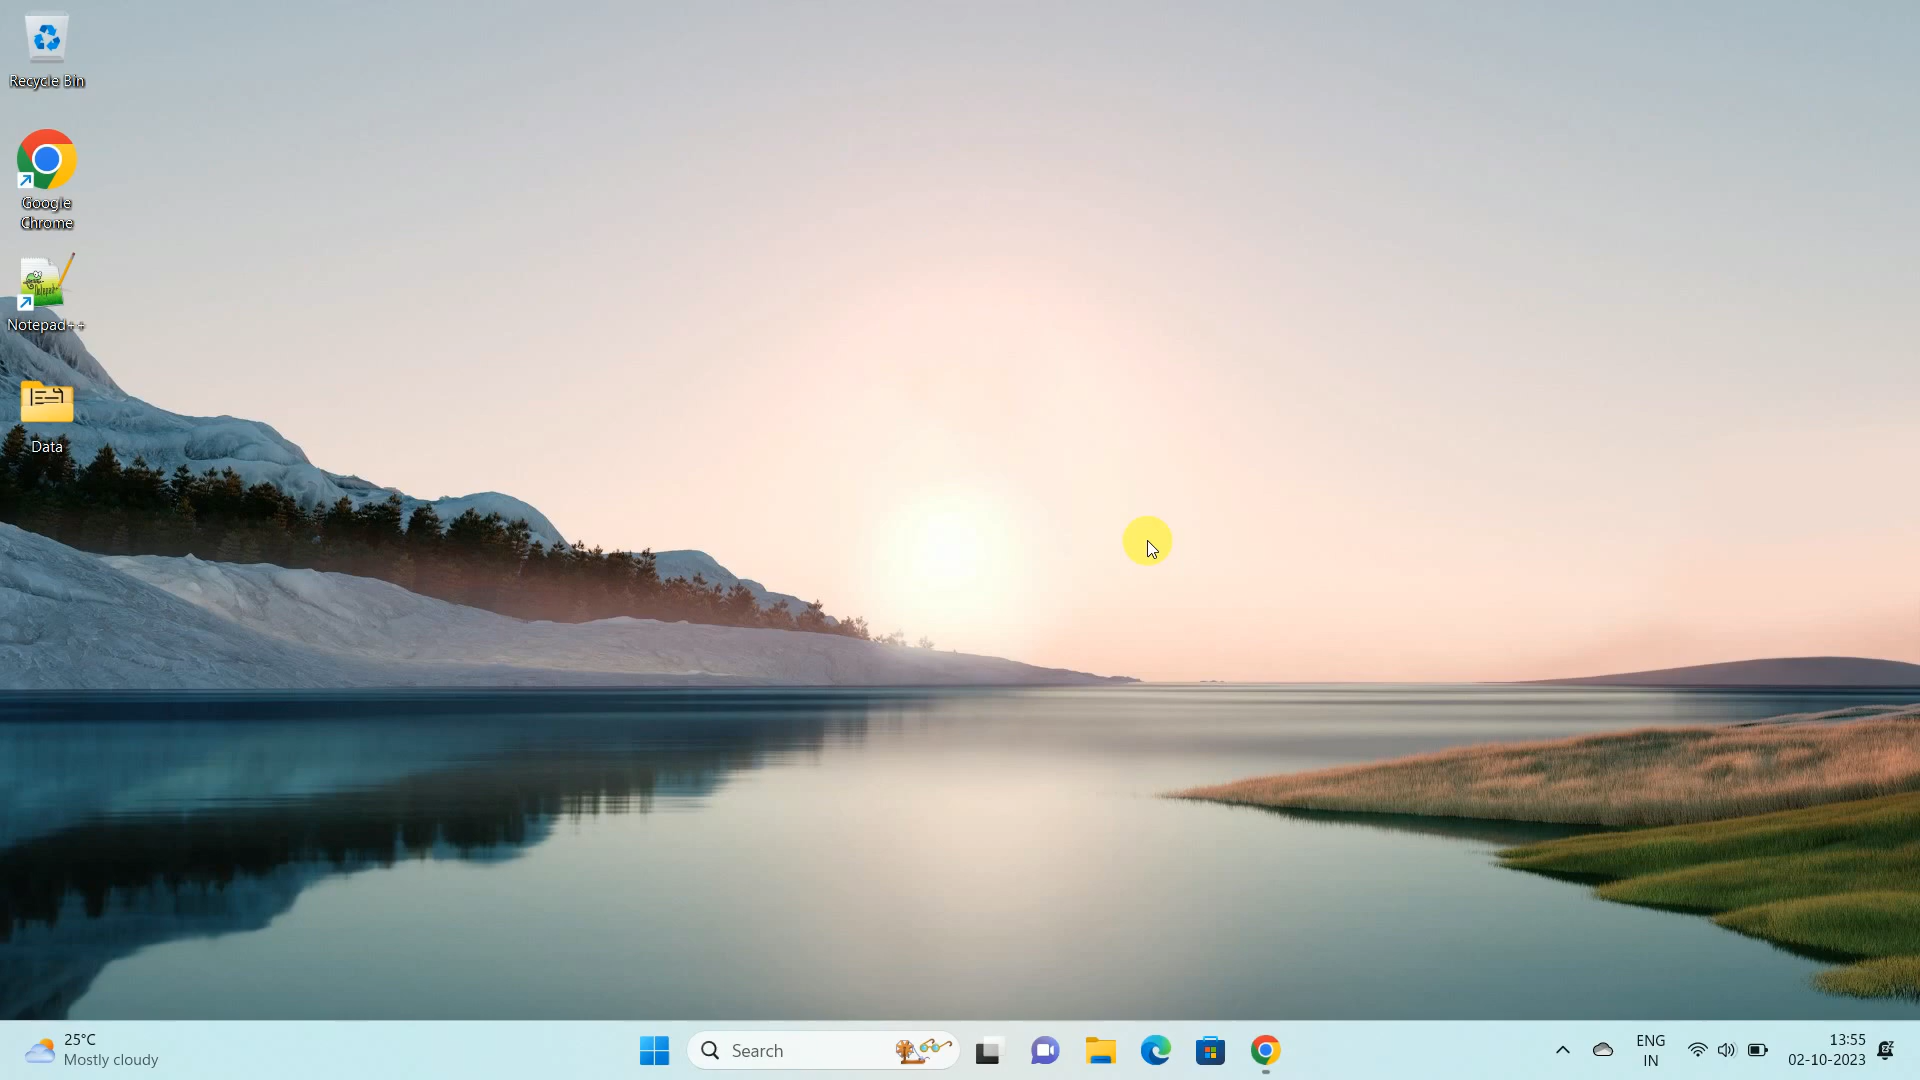 Recycle Bin
Google
Chrome
Notepad++
Data
25°C
Mostly cloudy
Search
ENG
IN
13:55
02-10-2023